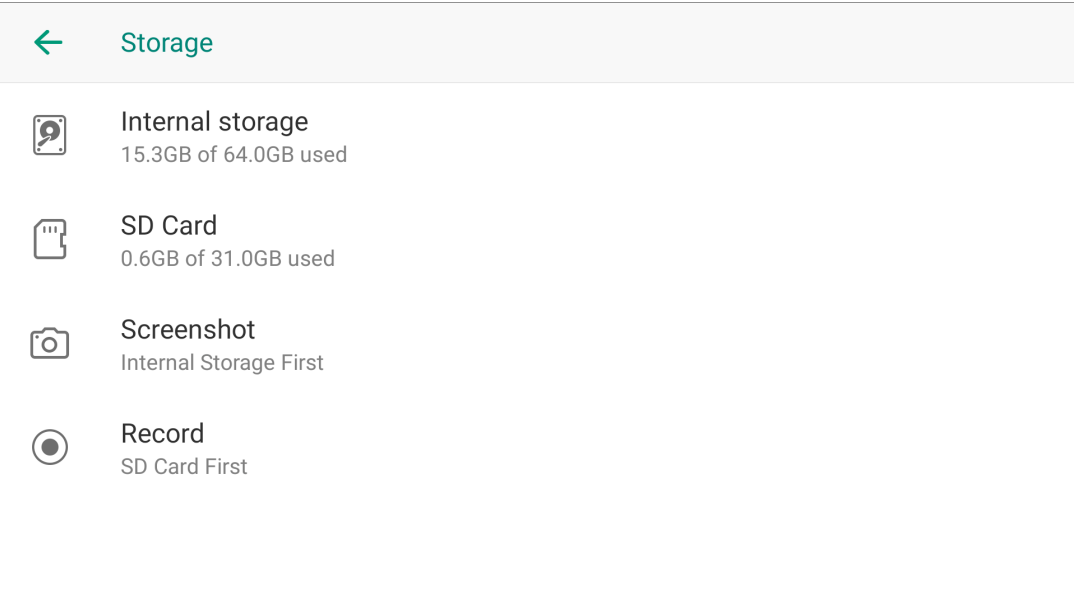 Storage
Internal storage
15.3GB of 64.0GB used
SD Card
0.6GB of 31.0GB used
Screenshot
Internal Storage First
Record
SD Card First